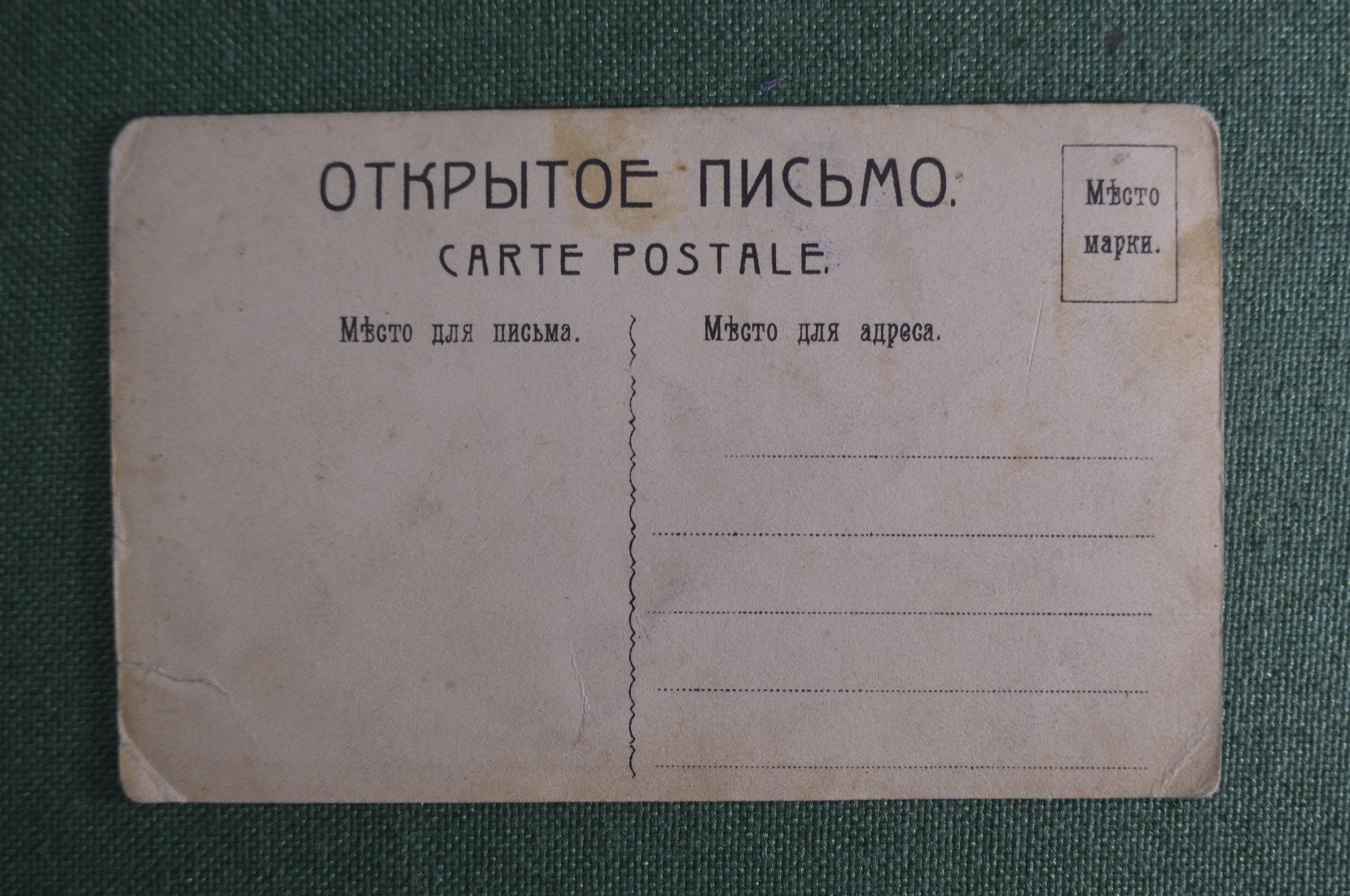 ОТКРЫТОЕ ПИСЬМО.
CARTE POSTALE.
Мѣсто
марки.
Мѣсто для письма.
Мѣсто для адреса.